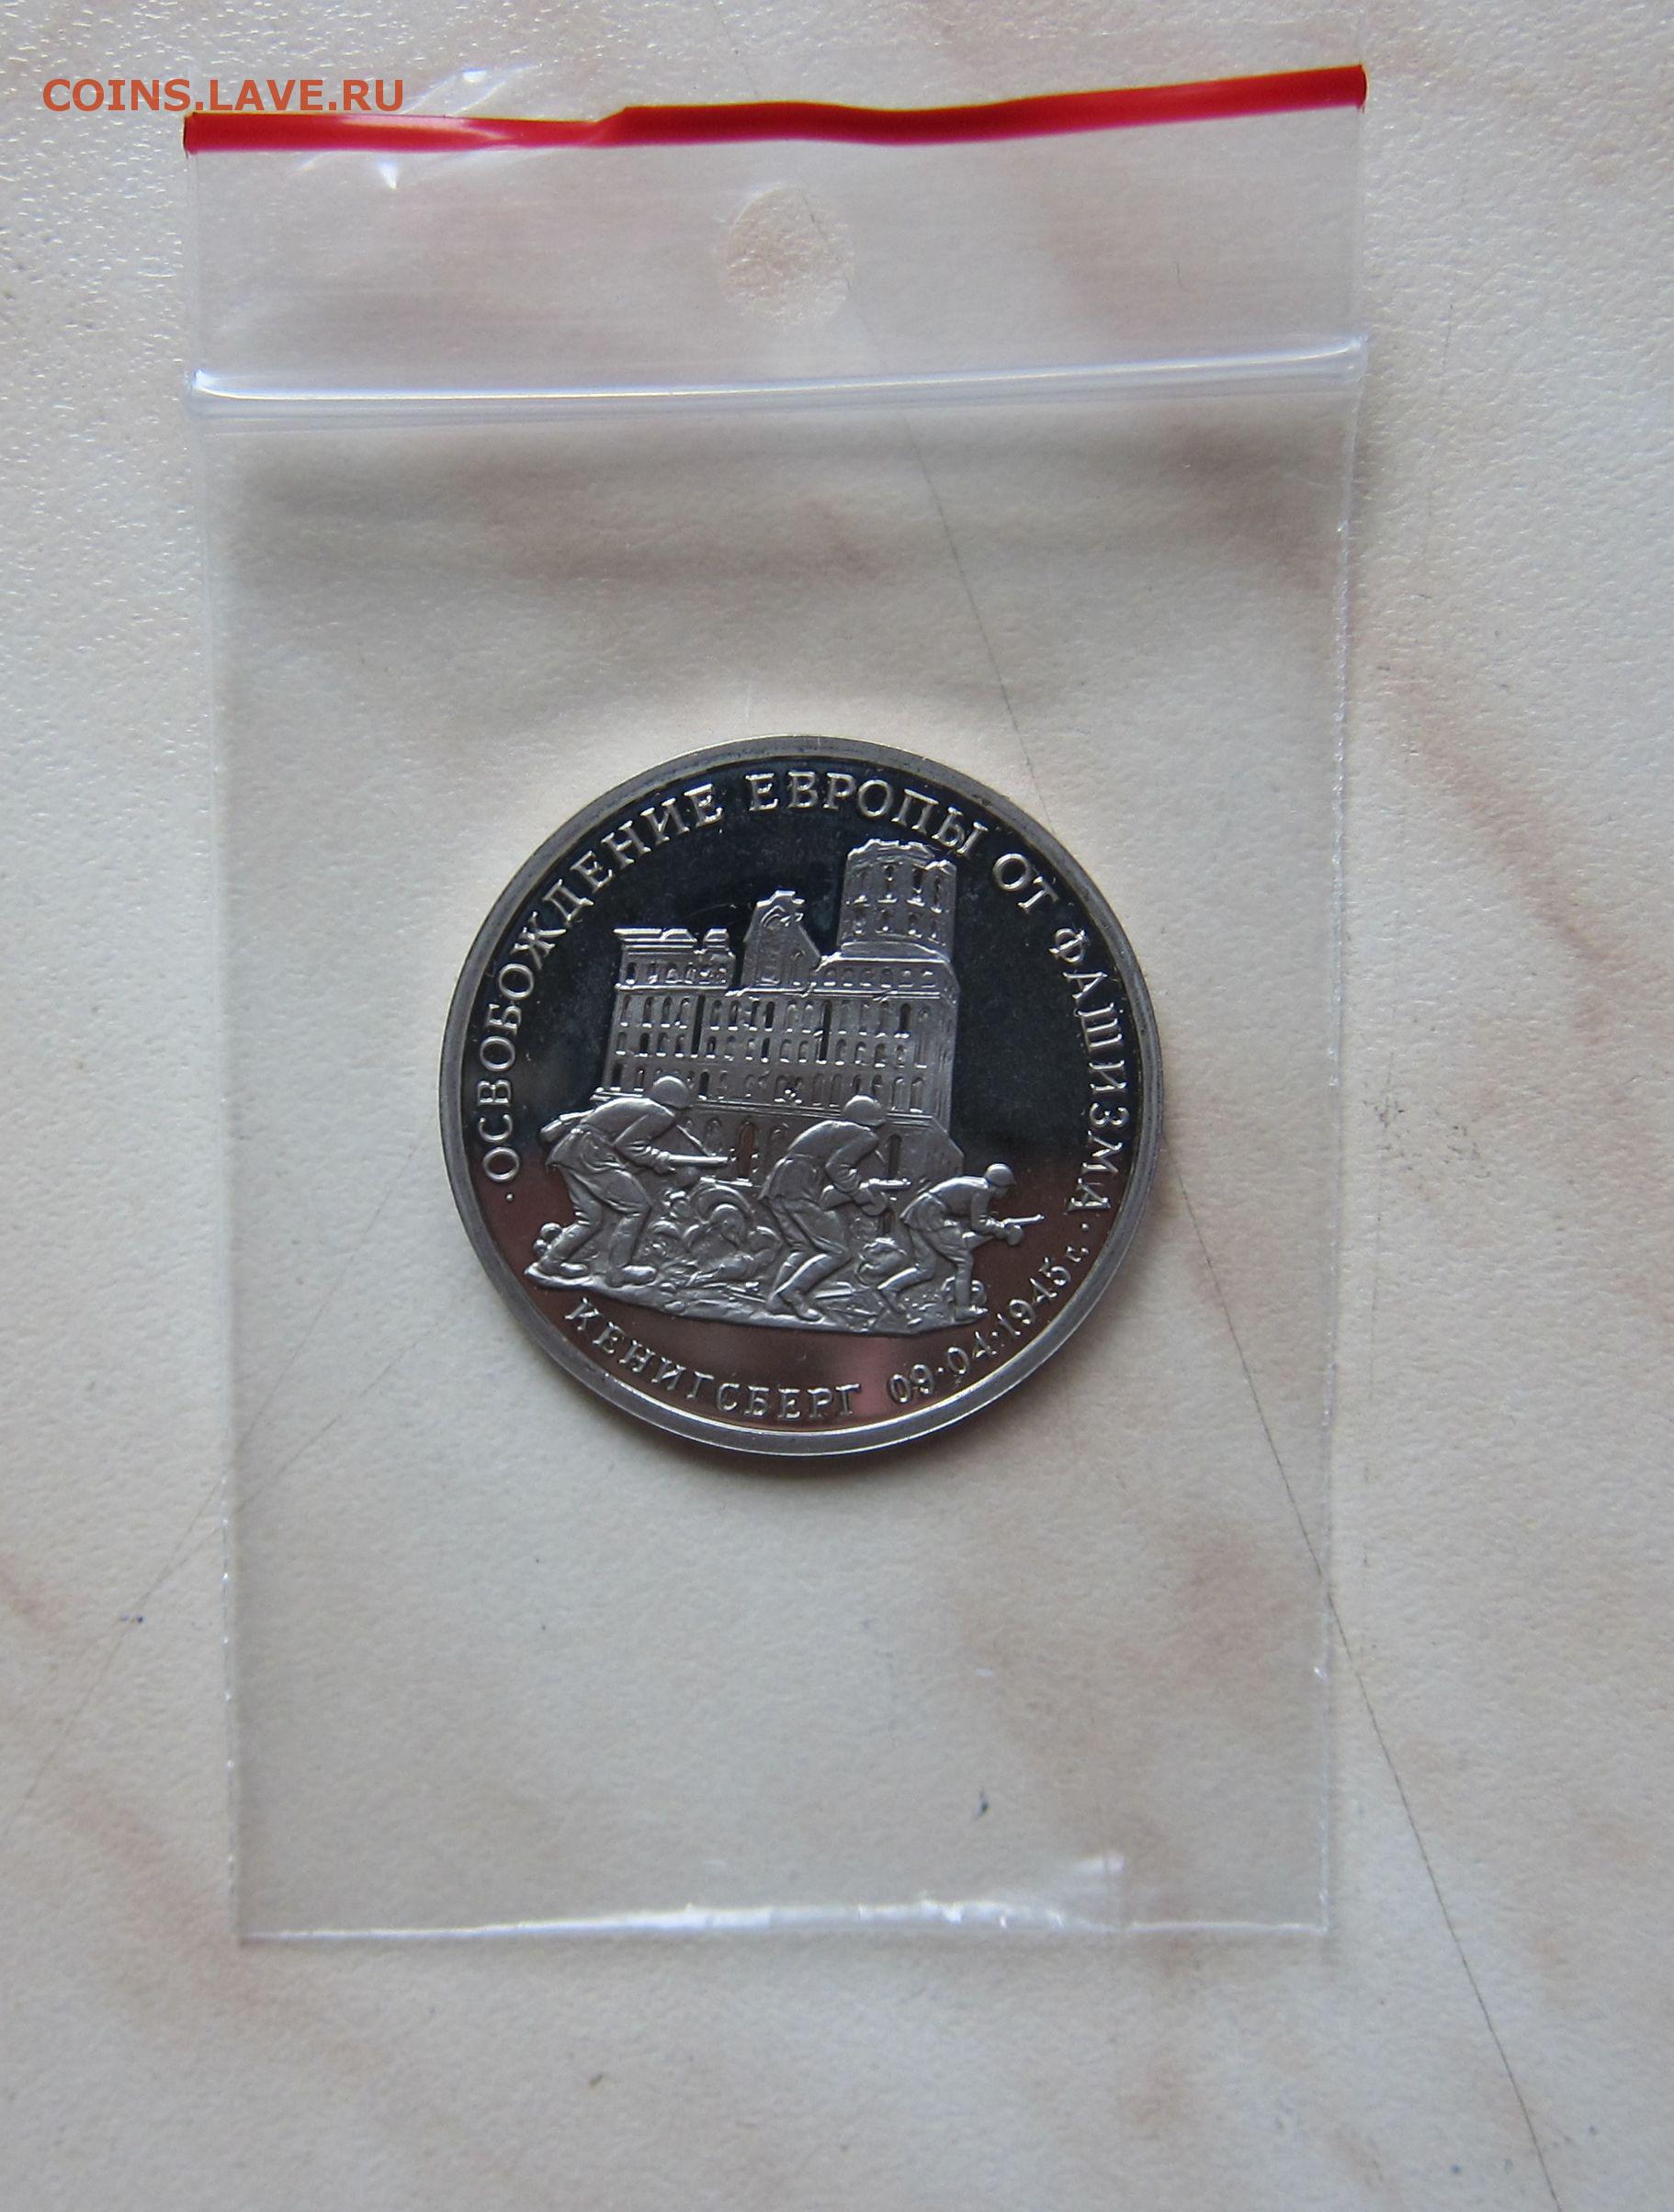 COINS.LAVE.RU
·ОСВОБОЖДЕНИЕ ЕВРОПЫ ОТ ФАШИЗМА·
КЕНИГСБЕРГ 09·04·1945 г.